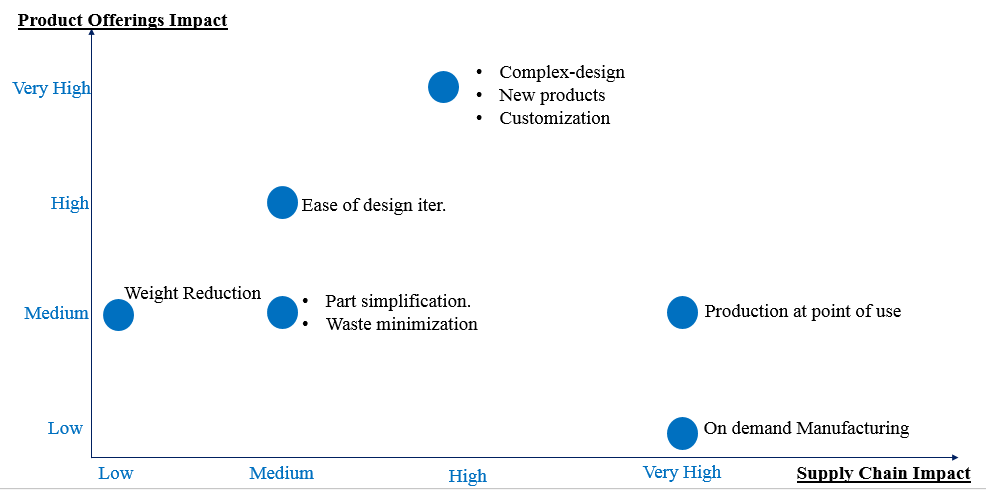 Product Offerings Impact
Very High
• Complex-design
• New products
• Customization
High
Ease of design iter.
Weight Reduction
Medium
• Part simplification.
• Waste minimization
Production at point of use
Low
On demand Manufacturing
Low
Medium
High
Very High
Supply Chain Impact